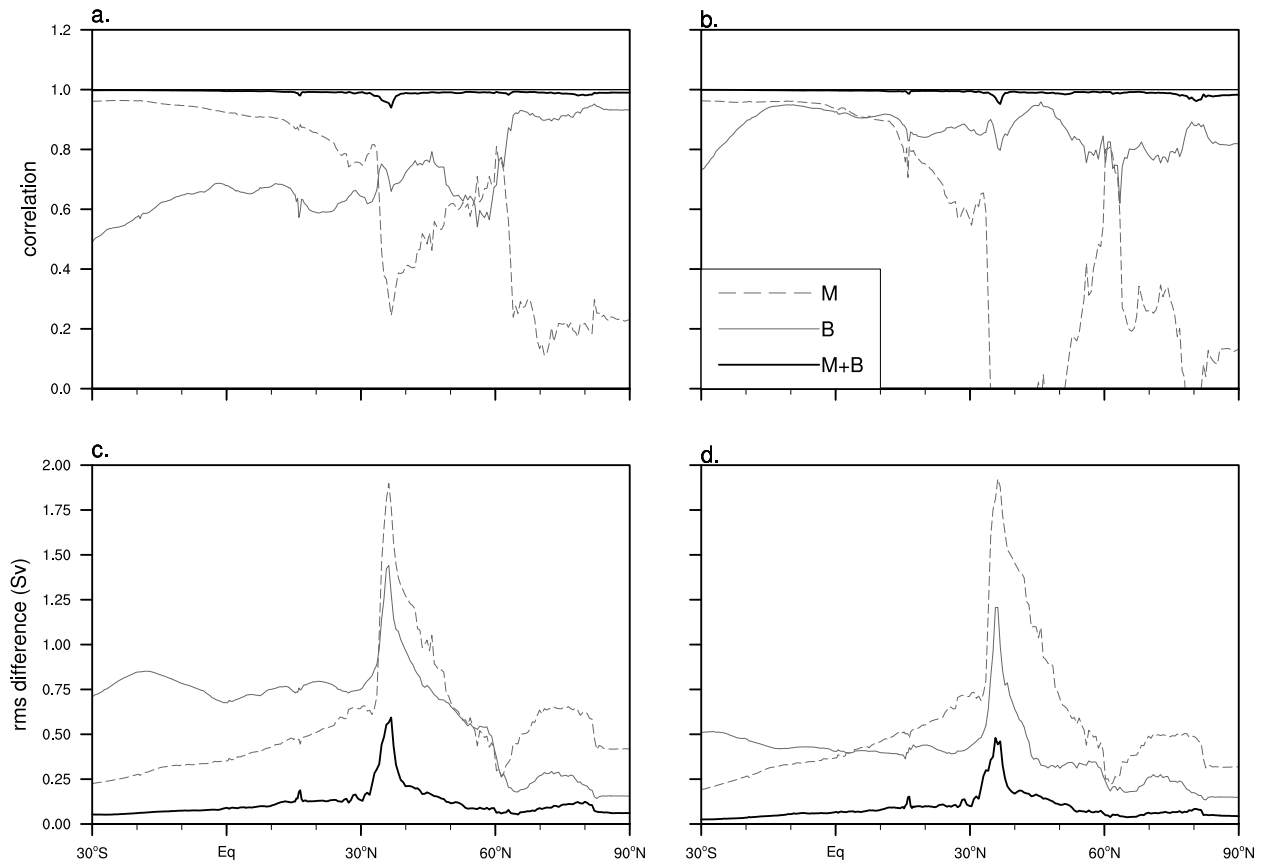 a.
b.
1.2
1.0
0.8
0.6
0.4
0.2
0.0
correlation
M
B
M+B
c.
d.
2.00
1.75
1.50
1.25
1.00
0.75
0.50
0.25
0.00
rms difference (Sv)
30°S
Eq
30°N
60°N
90°N
30°S
Eq
30°N
60°N
90°N